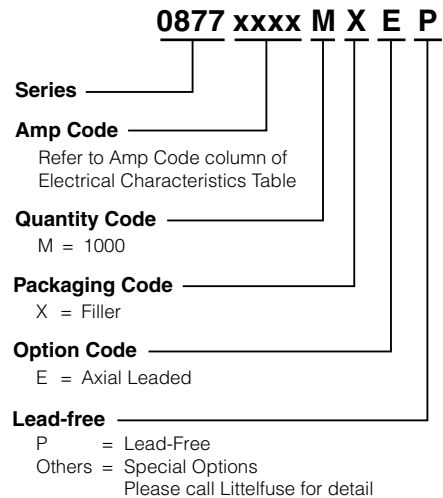 0877 xxxx M X E P
Series
Amp Code
Refer to Amp Code column of
Electrical Characteristics Table
Quantity Code
M = 1000
Packaging Code
X = Filler
Option Code
E = Axial Leaded
Lead-free
P = Lead-Free
Others = Special Options
Please call Littelfuse for detail